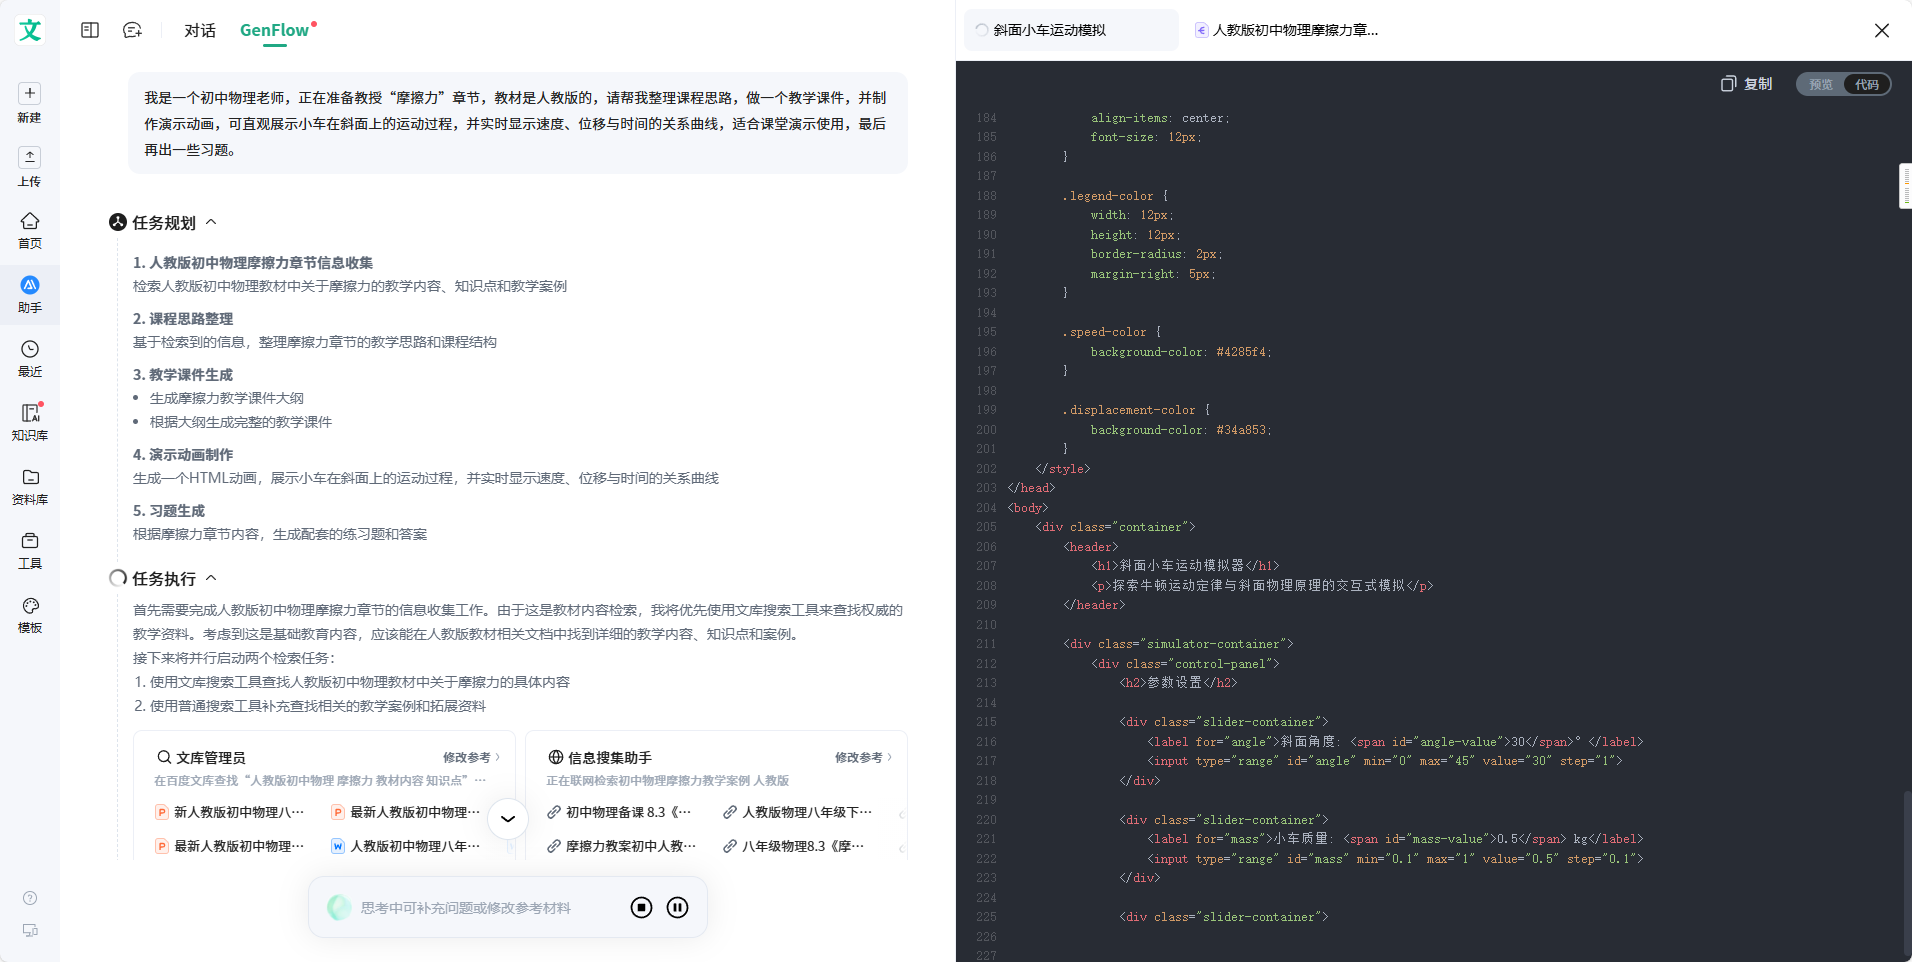 文
新建
上传
首页
助手
最近
知识库
资料库
工具
模板
对话
GenFlow
我是一个初中物理老师，正在准备教授“摩擦力”章节，教材是人教版的，请帮我整理课程思路，做一个教学课件，并制
作演示动画，可直观展示小车在斜面上的运动过程，并实时显示速度、位移与时间的关系曲线，适合课堂演示使用，最后
再出一些习题。
任务规划
1. 人教版初中物理摩擦力章节信息收集
检索人教版初中物理教材中关于摩擦力的教学内容、知识点和教学案例
2. 课程思路整理
基于检索到的信息，整理摩擦力章节的教学思路和课程结构
3. 教学课件生成
• 生成摩擦力教学课件大纲
• 根据大纲生成完整的教学课件
4. 演示动画制作
生成一个HTML动画，展示小车在斜面上的运动过程，并实时显示速度、位移与时间的关系曲线
5. 习题生成
根据摩擦力章节内容，生成配套的练习题和答案
任务执行
首先需要完成人教版初中物理摩擦力章节的信息收集工作。由于这是教材内容检索，我将优先使用文库搜索工具来查找权威的
教学资料。考虑到这是基础教育内容，应该能在人教版教材相关文档中找到详细的教学内容、知识点和案例。
接下来将并行启动两个检索任务：
1. 使用文库搜索工具查找人教版初中物理教材中关于摩擦力的具体内容
2. 使用普通搜索工具补充查找相关的教学案例和拓展资料
文库管理员 修改参考
在百度文库查找“人教版初中物理 摩擦力 教材内容 知识点”…
新人教版初中物理八… 最新人教版初中物理…
最新人教版初中物理… 人教版初中物理八年…
信息搜集助手 修改参考
正在联网检索初中物理摩擦力教学案例 人教版
初中物理备课 8.3《… 人教版物理八年级下…
摩擦力教案初中人教… 八年级物理8.3《摩…
思考中可补充问题或修改参考材料
斜面小车运动模拟 人教版初中物理摩擦力章...
复制 预览 代码
184 align-items: center;
185 font-size: 12px;
186 }
187
188 .legend-color {
189 width: 12px;
190 height: 12px;
191 border-radius: 2px;
192 margin-right: 5px;
193 }
194
195 .speed-color {
196 background-color: #4285f4;
197 }
198
199 .displacement-color {
200 background-color: #34a853;
201 }
202 </style>
203 </head>
204 <body>
205 <div class="container">
206 <header>
207 <h1>斜面小车运动模拟器</h1>
208 <p>探索牛顿运动定律与斜面物理原理的交互式模拟</p>
209 </header>
210
211 <div class="simulator-container">
212 <div class="control-panel">
213 <h2>参数设置</h2>
214
215 <div class="slider-container">
216 <label for="angle">斜面角度: <span id="angle-value">30</span>°</label>
217 <input type="range" id="angle" min="0" max="45" value="30" step="1">
218 </div>
219
220 <div class="slider-container">
221 <label for="mass">小车质量: <span id="mass-value">0.5</span> kg</label>
222 <input type="range" id="mass" min="0.1" max="1" value="0.5" step="0.1">
223 </div>
224
225 <div class="slider-container">
226
227